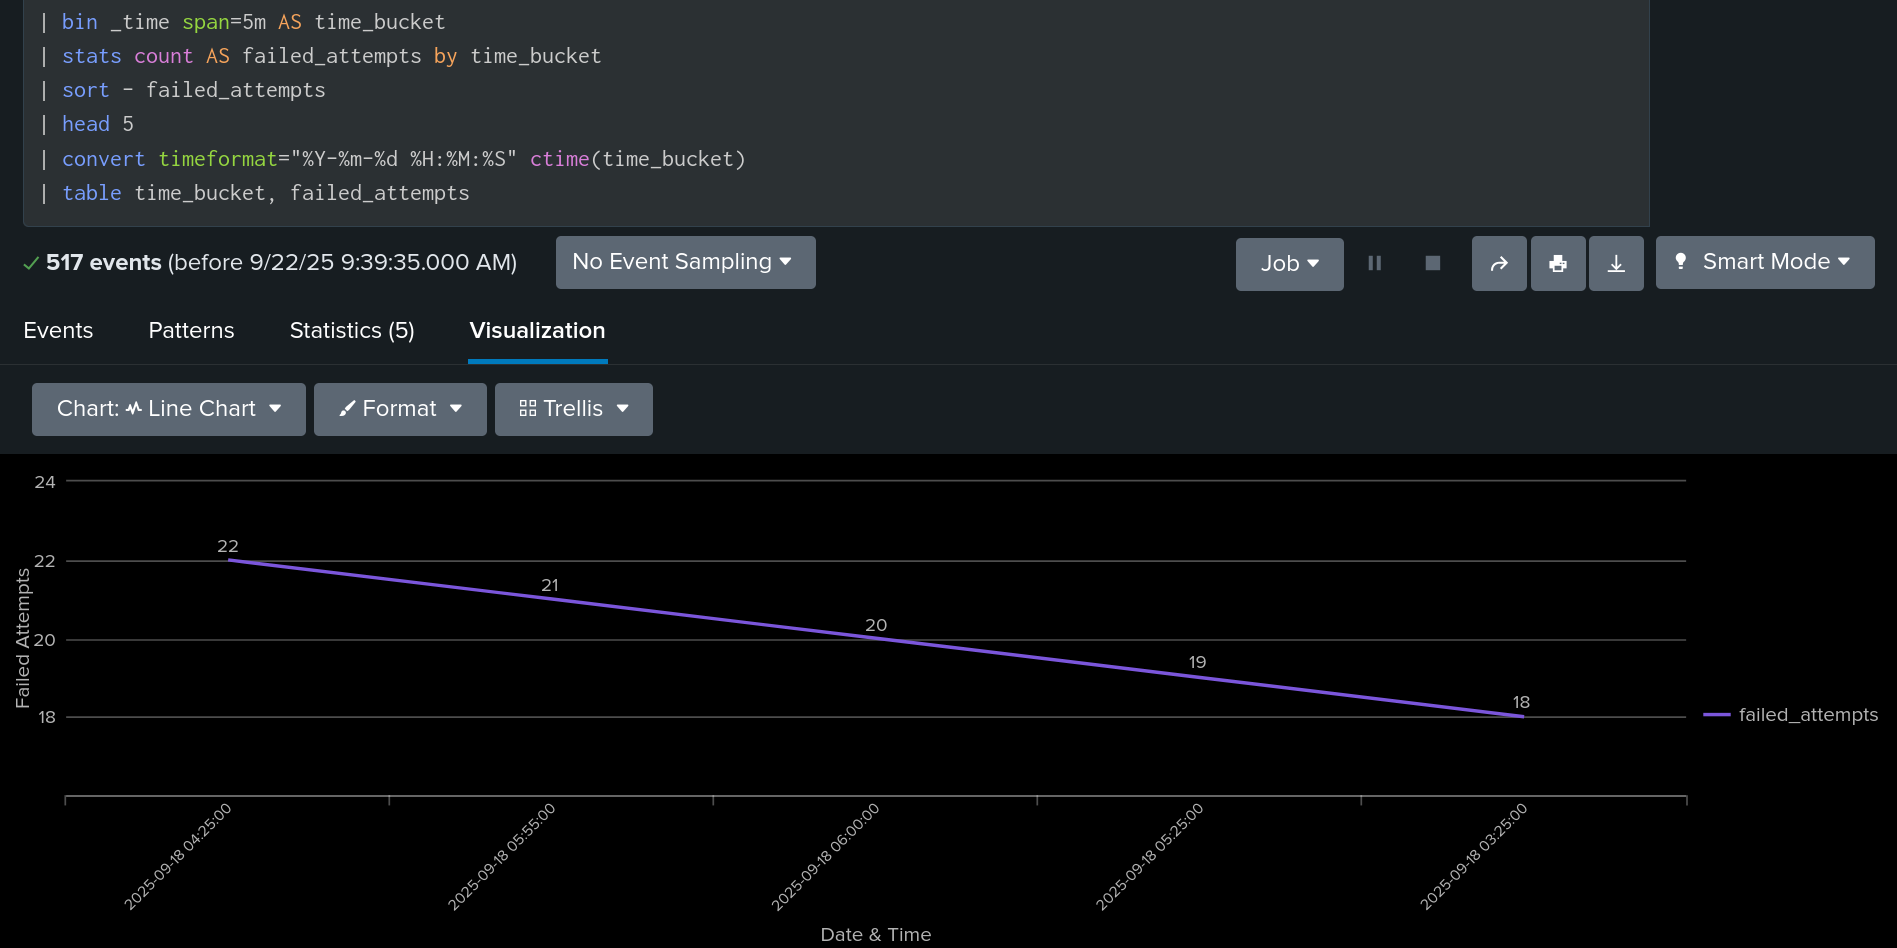 | bin _time span=5m AS time_bucket
| stats count AS failed_attempts by time_bucket
| sort - failed_attempts
| head 5
| convert timeformat="%Y-%m-%d %H:%M:%S" ctime(time_bucket)
| table time_bucket, failed_attempts
517 events (before 9/22/25 9:39:35.000 AM)
No Event Sampling
Job
Smart Mode
Events
Patterns
Statistics (5)
Visualization
Chart: Line Chart
Format
Trellis
24
22
20
18
Failed Attempts
22
21
20
19
18
failed_attempts
2025-09-18 04:25:00
2025-09-18 05:55:00
2025-09-18 06:00:00
2025-09-18 05:25:00
2025-09-18 03:25:00
Date & Time